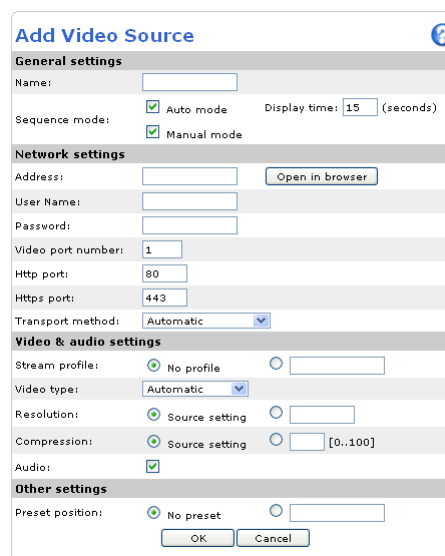 Add Video Source ?
General settings
Name:
Sequence mode: Auto mode Display time: 15 (seconds)
Manual mode
Network settings
Address: Open in browser
User Name:
Password:
Video port number: 1
Http port: 80
Https port: 443
Transport method: Automatic
Video & audio settings
Stream profile: No profile
Video type: Automatic
Resolution: Source setting
Compression: Source setting [0..100]
Audio:
Other settings
Preset position: No preset
OK Cancel